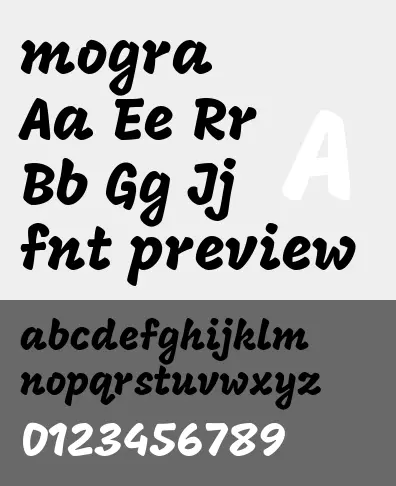 mogra
Aa Ee Rr
A
Bb Gg Jj
fnt preview
abcdefghijklm
nopqrstuvwxyz
0123456789